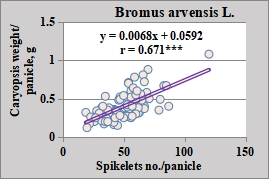 Bromus arvensis L.
y = 0.0068x + 0.0592
r = 0.671***
Caryopsis weight/
panicle, g
1.5
1
0.5
0
0 50 100 150
Spikelets no./panicle